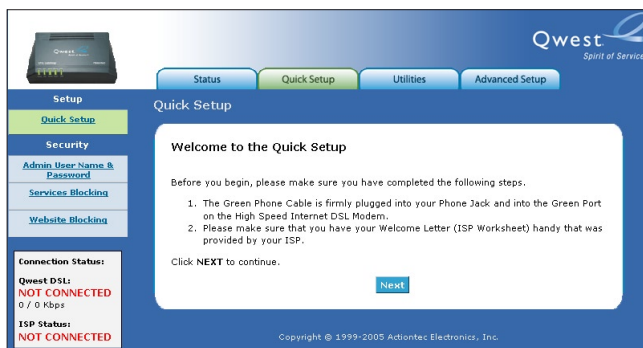 Qwest
Spirit of Service
Qwest
Status
Quick Setup
Utilities
Advanced Setup
Setup
Quick Setup
Security
Admin User Name &
Password
Services Blocking
Website Blocking
Connection Status:
Qwest DSL:
NOT CONNECTED
0 / 0 Kbps
ISP Status:
NOT CONNECTED
Quick Setup
Welcome to the Quick Setup
Before you begin, please make sure you have completed the following steps.
1. The Green Phone Cable is firmly plugged into your Phone Jack and into the Green Port
on the High Speed Internet DSL Modem.
2. Please make sure that you have your Welcome Letter (ISP Worksheet) handy that was
provided by your ISP.
Click NEXT to continue.
Next
Copyright @ 1999-2005 Actiontec Electronics, Inc.